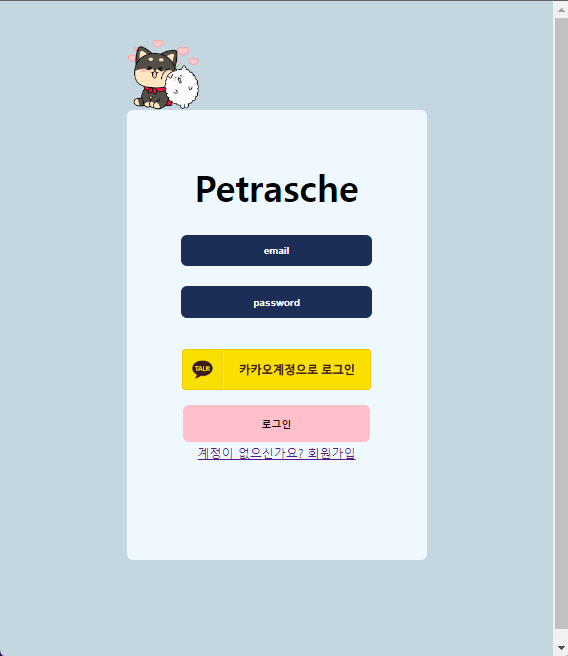 Petrasche
email
password
TALK
카카오계정으로 로그인
로그인
계정이 없으신가요? 회원가입